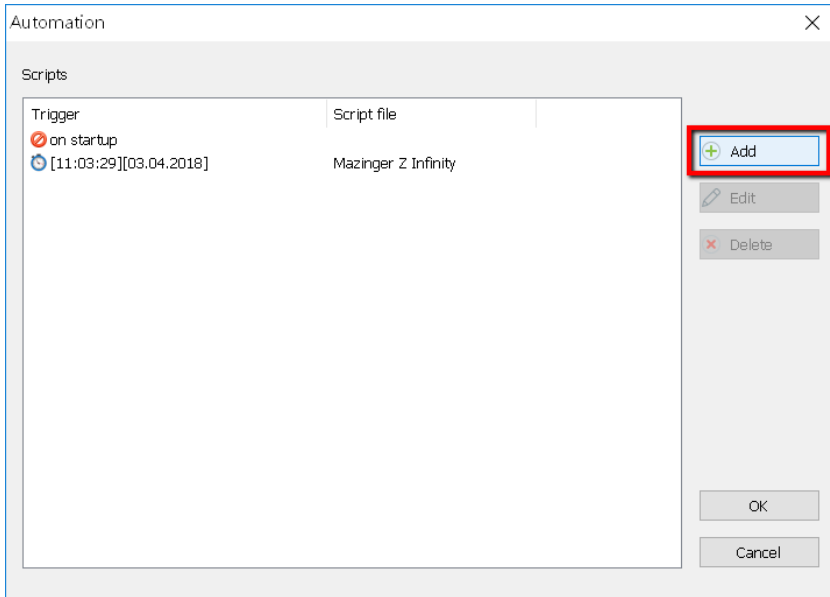 Automation
Scripts
Trigger Script file
on startup
[11:03:29][03.04.2018] Mazinger Z Infinity
Add
Edit
Delete
OK
Cancel